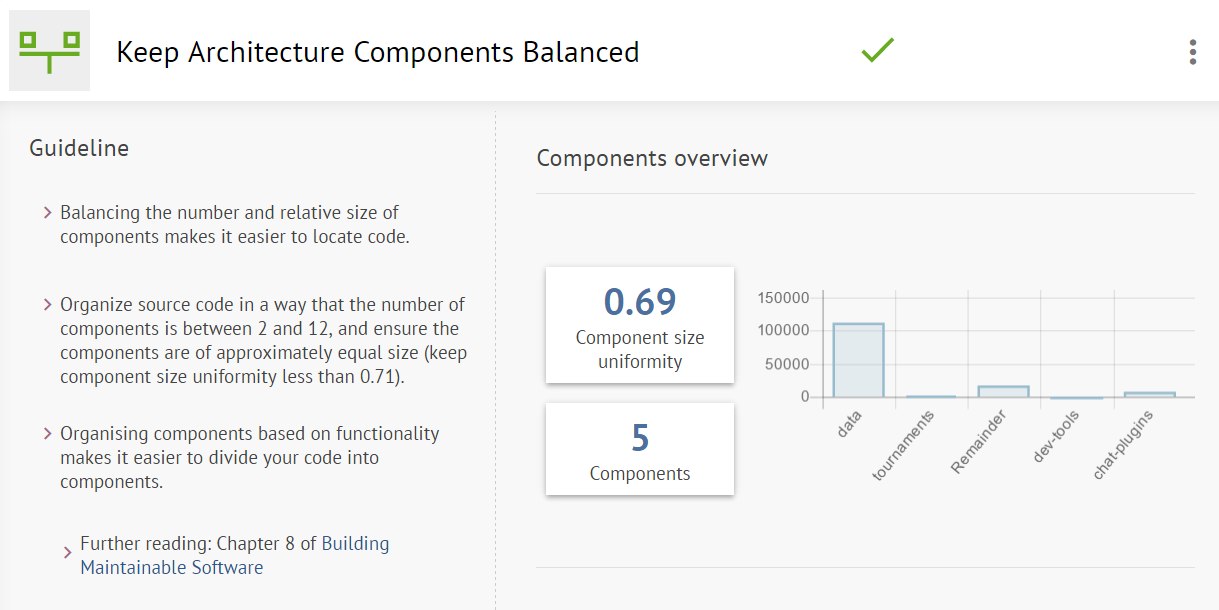 Keep Architecture Components Balanced
Guideline
Balancing the number and relative size of
components makes it easier to locate code.
Organize source code in a way that the number of
components is between 2 and 12, and ensure the
components are of approximately equal size (keep
component size uniformity less than 0.71).
Organising components based on functionality
makes it easier to divide your code into
components.
Further reading: Chapter 8 of Building
Maintainable Software
Components overview
0.69
Component size
uniformity
5
Components
150000
100000
50000
0
data
tournaments
Remainder
dev-tools
chat-plugins